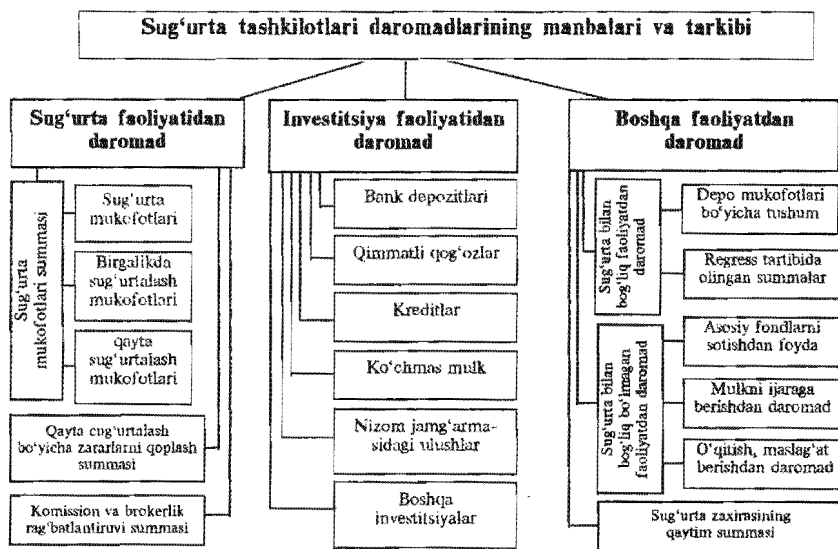 Sug‘urta tashkilotlari daromadlarining manbalari va tarkibi
Sug‘urta faoliyatidan
daromad
Sug‘urta
mukofotlari summasi
Sug‘urta
mukofotlari
Birgalikda
sug‘urtalash
mukofotlari
qayta
sug‘urtalash
mukofotlari
Qayta cug‘urtalash
bo‘yicha zararlarni qoplash
summasi
Komission va brokerlik
rag‘batlantiruvi summasi
Investitsiya faoliyatidan
daromad
Bank depozitlari
Qimmatli qog‘ozlar
Kreditlar
Ko‘chmas mulk
Nizom jamg‘arma-
sidagi ulushlar
Boshqa
investitsiyalar
Boshqa faoliyatdan
daromad
Sug‘urta bilan
bog‘liq faoliyatdan
daromad
Depo mukofotlari
bo‘yicha tushum
Regress tartibida
olingan summalar
Sug‘urta bilan
bog‘liq bo‘imagan
faoliyatdan daromad
Asosiy fondlarni
sotishdan foyda
Mulkni ijaraga
berishdan daromad
O‘qitish, maslag‘at
berishdan daromad
Sug‘urta zaxirasining
qaytim summasi